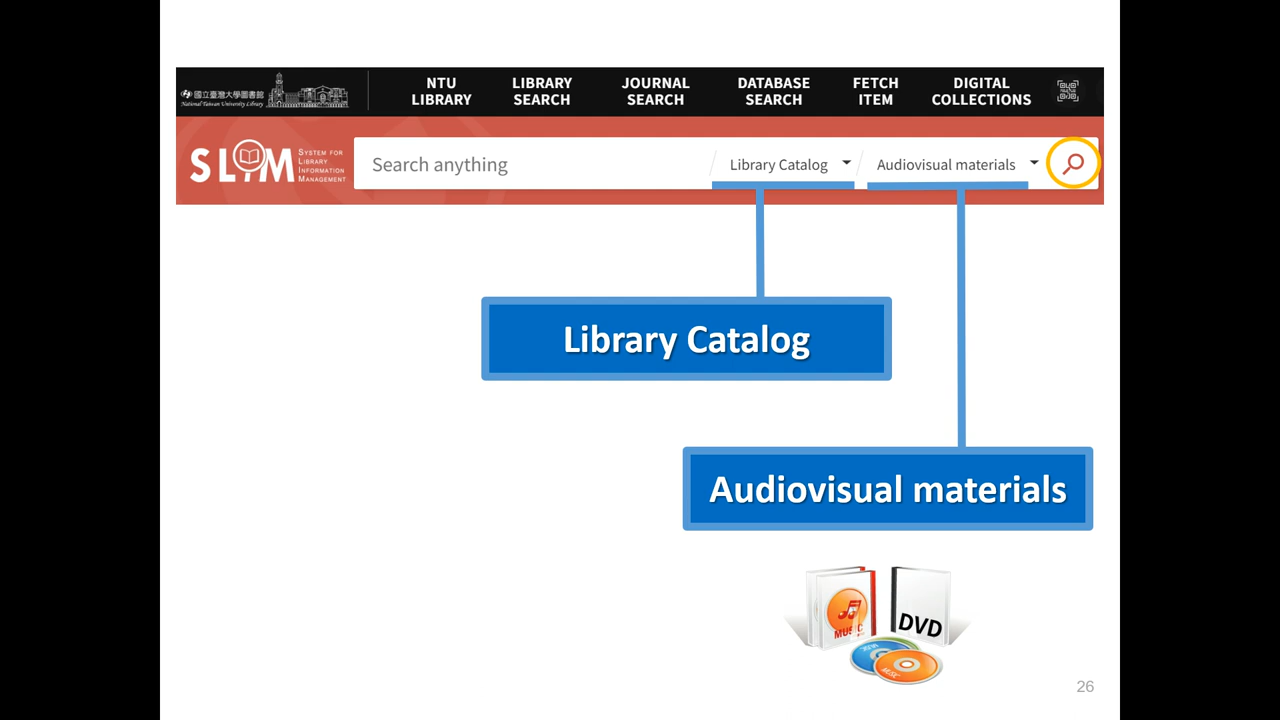 國立臺灣大學圖書館
National Taiwan University Library
NTU
LIBRARY
LIBRARY
SEARCH
JOURNAL
SEARCH
DATABASE
SEARCH
FETCH
ITEM
DIGITAL
COLLECTIONS
SLIM
SYSTEM FOR
LIBRARY
INFORMATION
MANAGEMENT
Search anything
Library Catalog
Audiovisual materials
Library Catalog
Audiovisual materials
MUSIC
DVD
MUSIC
MUSIC
26